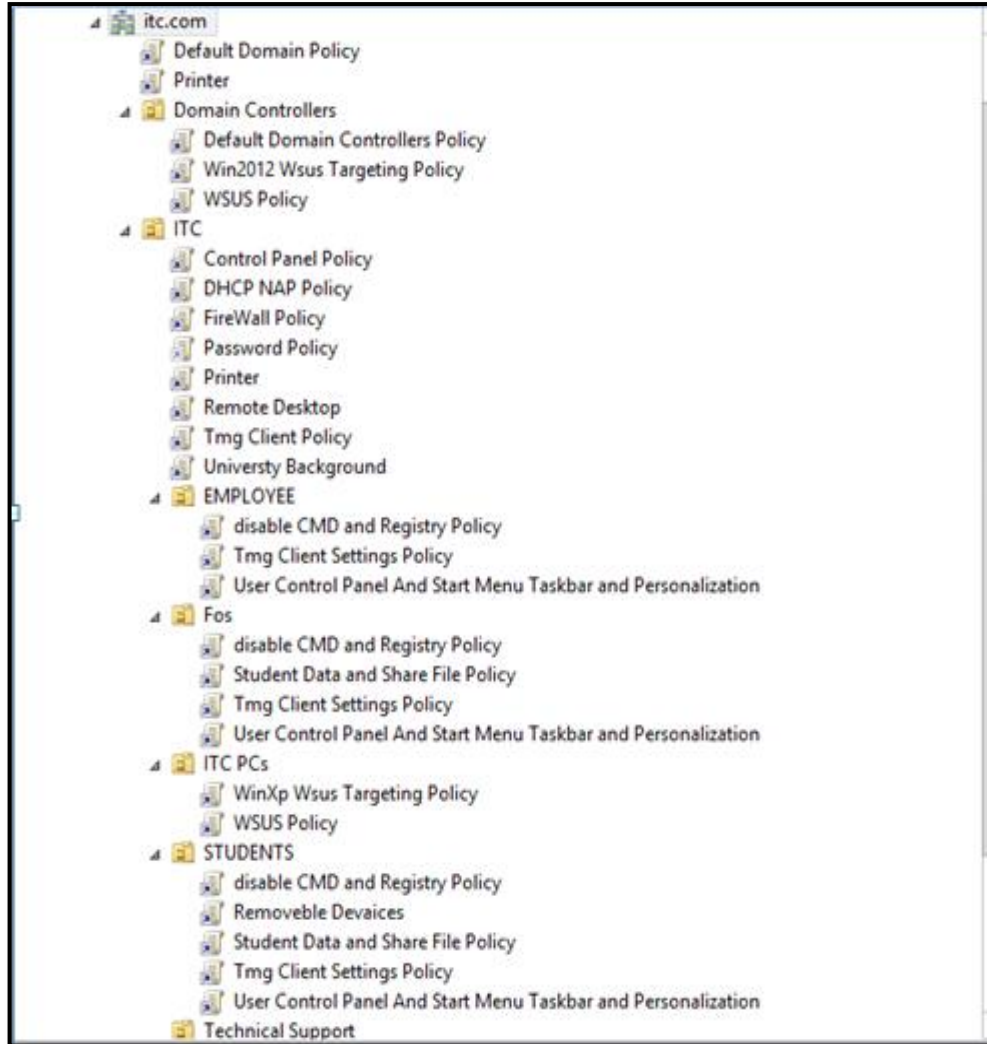 itc.com
Default Domain Policy
Printer
Domain Controllers
Default Domain Controllers Policy
Win2012 Wsus Targeting Policy
WSUS Policy
ITC
Control Panel Policy
DHCP NAP Policy
FireWall Policy
Password Policy
Printer
Remote Desktop
Tmg Client Policy
Universty Background
EMPLOYEE
disable CMD and Registry Policy
Tmg Client Settings Policy
User Control Panel And Start Menu Taskbar and Personalization
Fos
disable CMD and Registry Policy
Student Data and Share File Policy
Tmg Client Settings Policy
User Control Panel And Start Menu Taskbar and Personalization
ITC PCs
WinXp Wsus Targeting Policy
WSUS Policy
STUDENTS
disable CMD and Registry Policy
Removeble Devaices
Student Data and Share File Policy
Tmg Client Settings Policy
User Control Panel And Start Menu Taskbar and Personalization
Technical Support